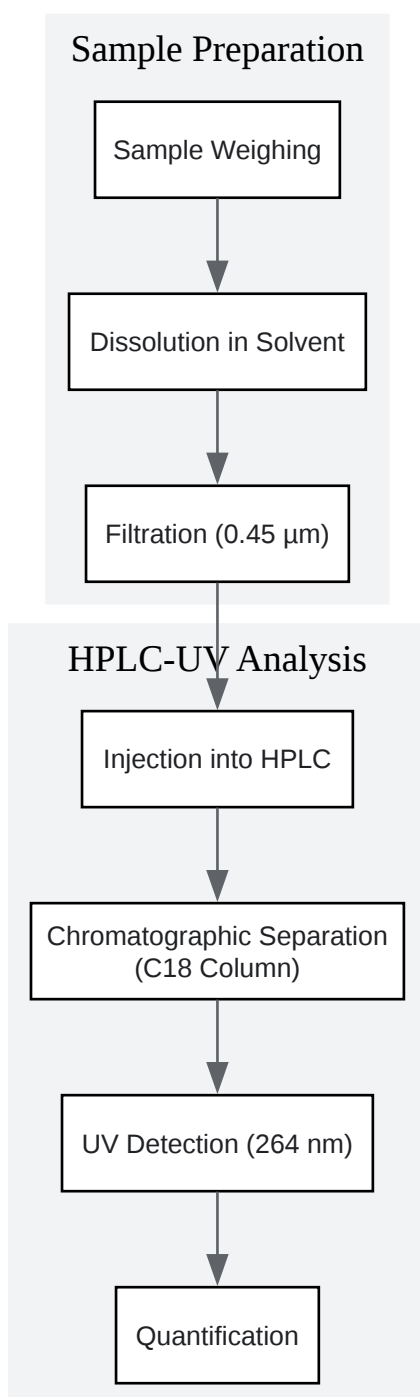 Sample Preparation
Sample Weighing
Dissolution in Solvent
Filtration (0.45 µm)
HPLC-UV Analysis
Injection into HPLC
Chromatographic Separation
(C18 Column)
UV Detection (264 nm)
Quantification